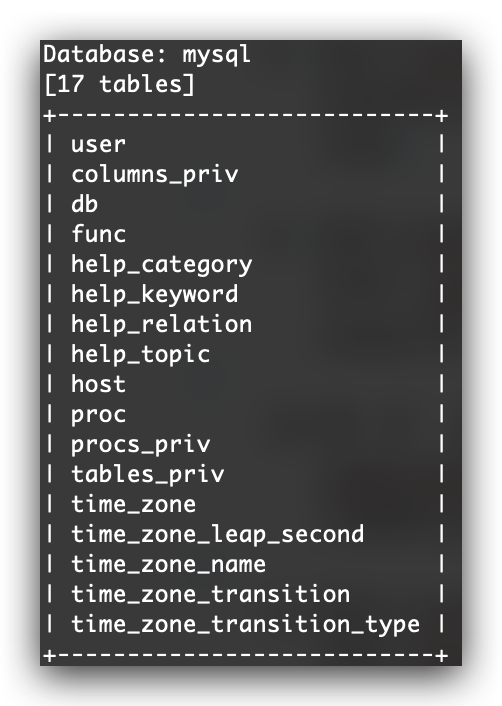 Database: mysql
[17 tables]
+---------------------------+
| user                      |
| columns_priv              |
| db                        |
| func                      |
| help_category             |
| help_keyword              |
| help_relation             |
| help_topic                |
| host                      |
| proc                      |
| procs_priv                |
| tables_priv               |
| time_zone                 |
| time_zone_leap_second     |
| time_zone_name            |
| time_zone_transition      |
| time_zone_transition_type |
+---------------------------+